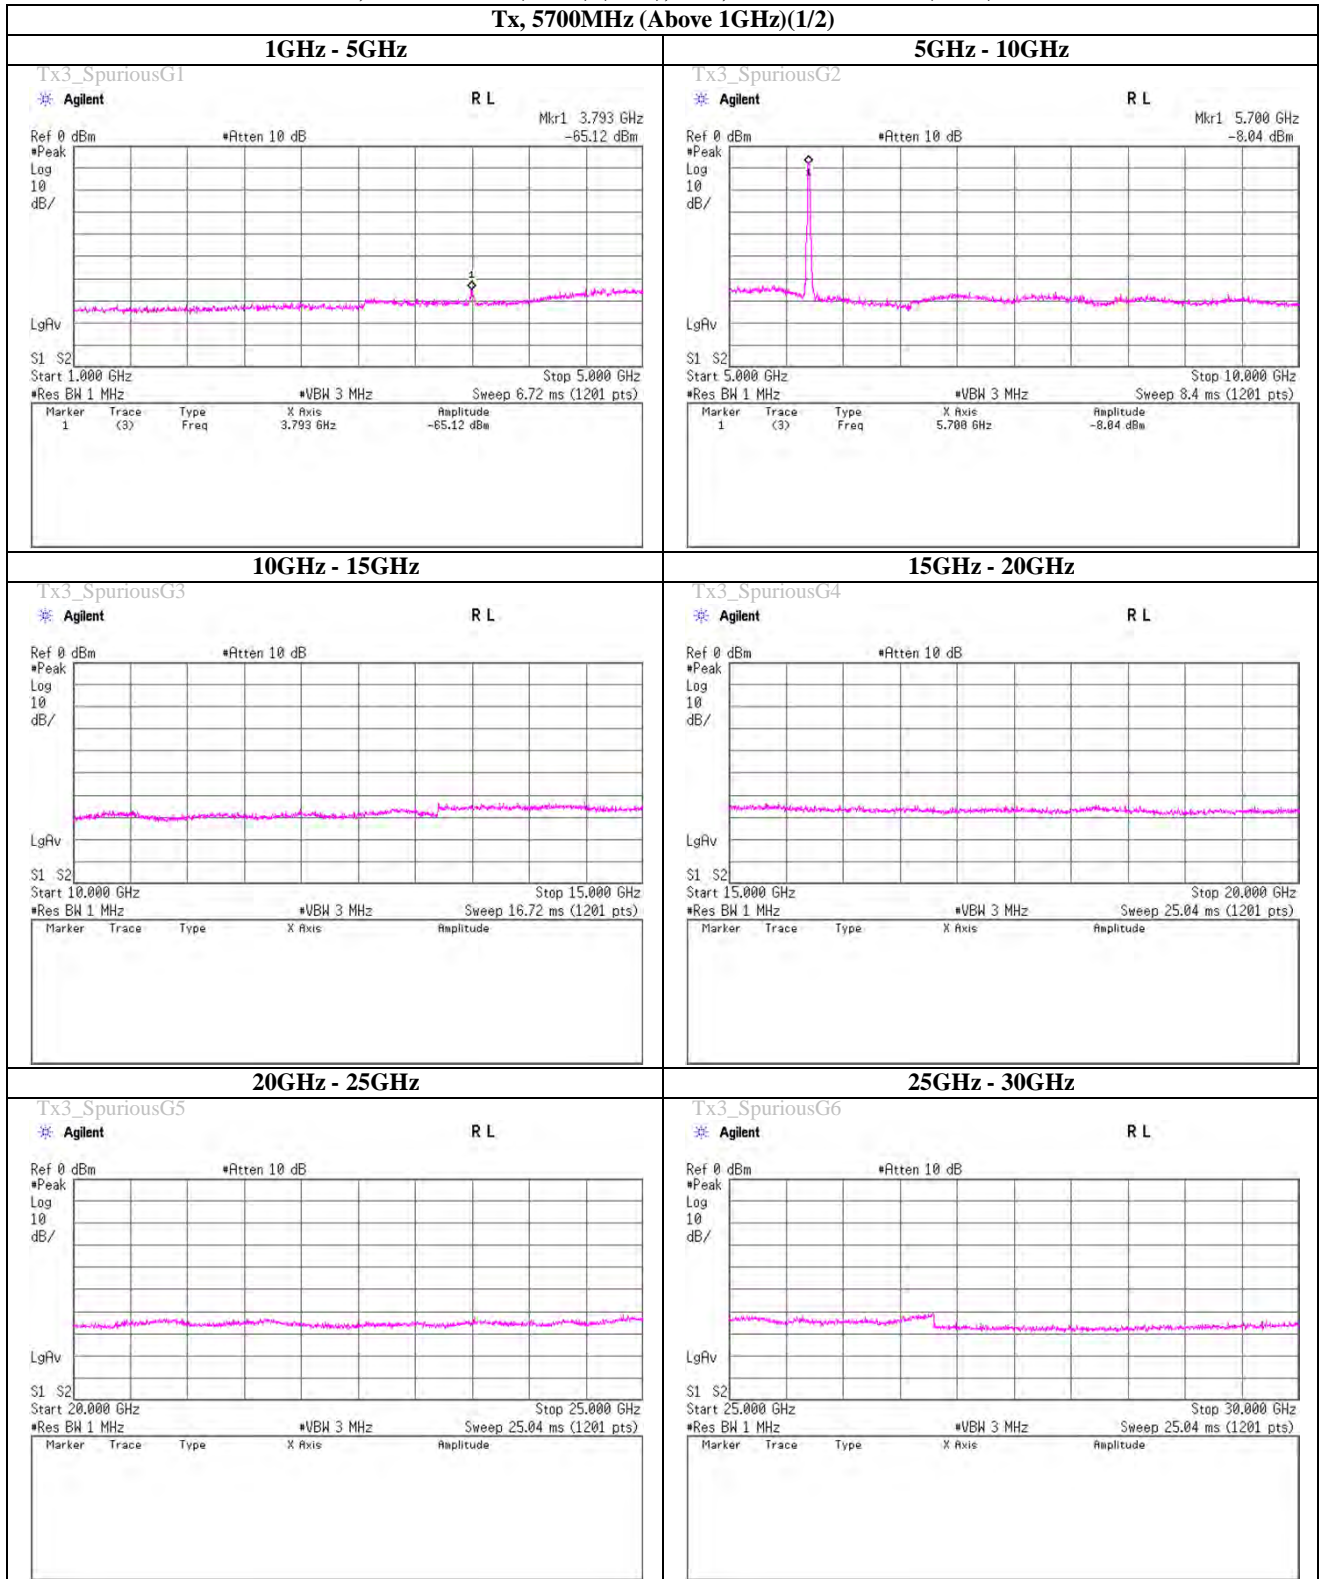 Tx, 5700MHz (Above 1GHz)(1/2)
1GHz - 5GHz
Tx3_SpuriousG1
Agilent
R L
Mkr1 3.793 GHz
Ref 0 dBm #Atten 10 dB -65.12 dBm
#Peak
Log
10
dB/
1
LgAv
S1 S2
Start 1.000 GHz Stop 5.000 GHz
#Res BW 1 MHz #VBW 3 MHz Sweep 6.72 ms (1201 pts)
Marker Trace Type X Axis Amplitude
1 (3) Freq 3.793 GHz -65.12 dBm
5GHz - 10GHz
Tx3_SpuriousG2
Agilent
R L
Mkr1 5.700 GHz
Ref 0 dBm #Atten 10 dB -8.04 dBm
#Peak
Log
10
dB/
1
LgAv
S1 S2
Start 5.000 GHz Stop 10.000 GHz
#Res BW 1 MHz #VBW 3 MHz Sweep 8.4 ms (1201 pts)
Marker Trace Type X Axis Amplitude
1 (3) Freq 5.700 GHz -8.04 dBm
10GHz - 15GHz
Tx3_SpuriousG3
Agilent
R L
Ref 0 dBm #Atten 10 dB
#Peak
Log
10
dB/
LgAv
S1 S2
Start 10.000 GHz Stop 15.000 GHz
#Res BW 1 MHz #VBW 3 MHz Sweep 16.72 ms (1201 pts)
Marker Trace Type X Axis Amplitude
15GHz - 20GHz
Tx3_SpuriousG4
Agilent
R L
Ref 0 dBm #Atten 10 dB
#Peak
Log
10
dB/
LgAv
S1 S2
Start 15.000 GHz Stop 20.000 GHz
#Res BW 1 MHz #VBW 3 MHz Sweep 25.04 ms (1201 pts)
Marker Trace Type X Axis Amplitude
20GHz - 25GHz
Tx3_SpuriousG5
Agilent
R L
Ref 0 dBm #Atten 10 dB
#Peak
Log
10
dB/
LgAv
S1 S2
Start 20.000 GHz Stop 25.000 GHz
#Res BW 1 MHz #VBW 3 MHz Sweep 25.04 ms (1201 pts)
Marker Trace Type X Axis Amplitude
25GHz - 30GHz
Tx3_SpuriousG6
Agilent
R L
Ref 0 dBm #Atten 10 dB
#Peak
Log
10
dB/
LgAv
S1 S2
Start 25.000 GHz Stop 30.000 GHz
#Res BW 1 MHz #VBW 3 MHz Sweep 25.04 ms (1201 pts)
Marker Trace Type X Axis Amplitude